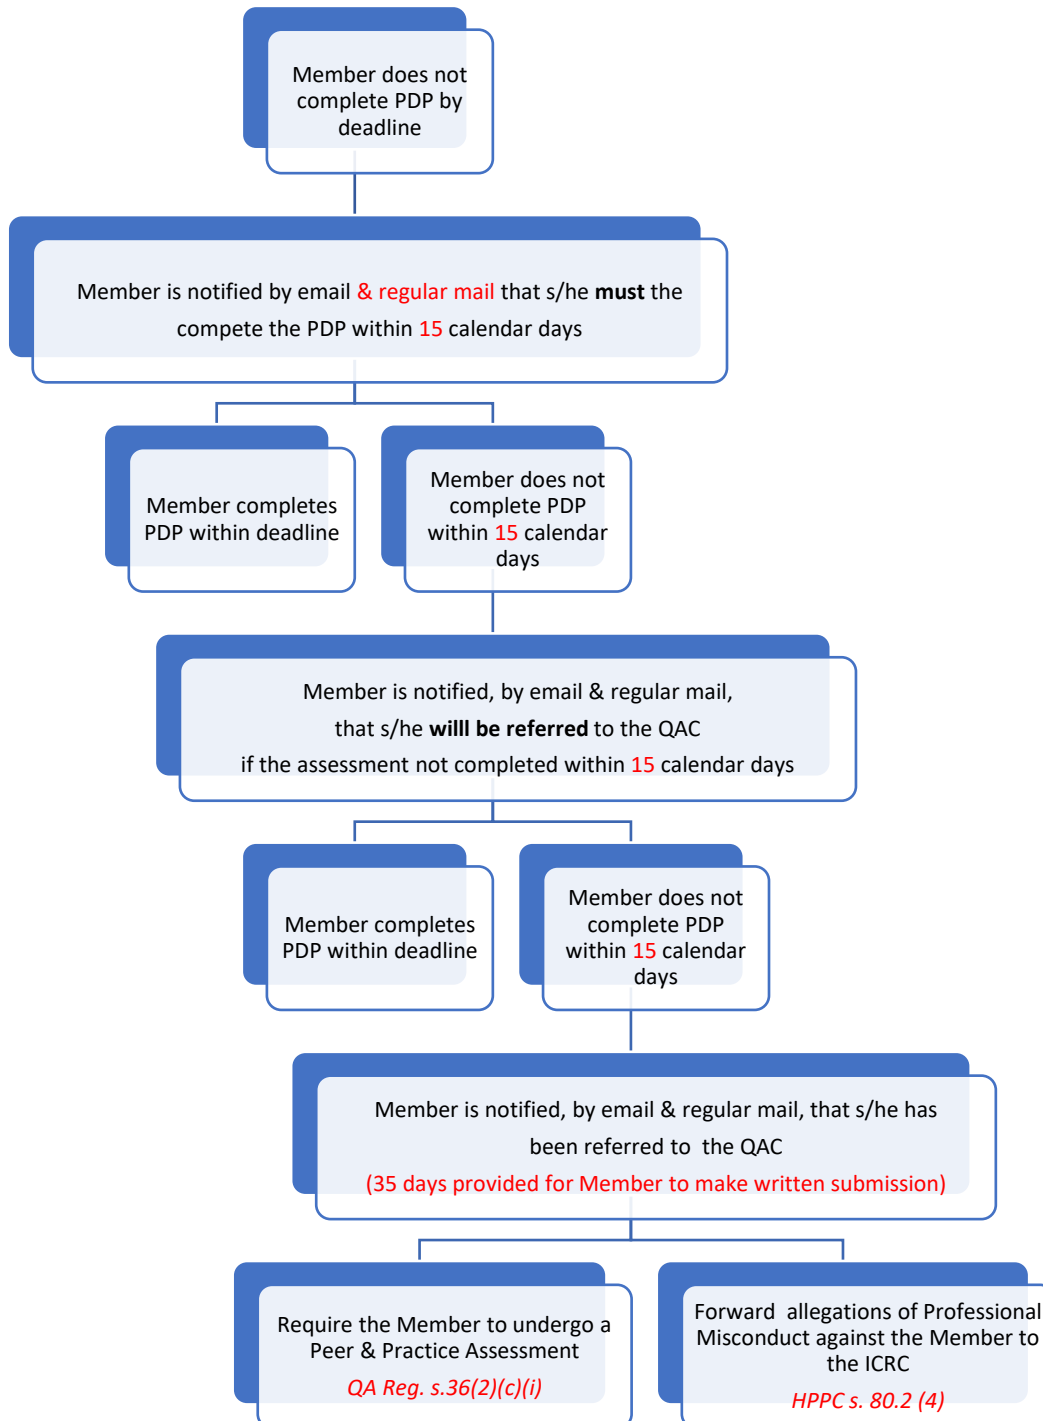 Member does not
complete PDP by
deadline
Member is notified by email & regular mail that s/he must the
compete the PDP within 15 calendar days
Member completes
PDP within deadline
Member does not
complete PDP
within 15 calendar
days
Member is notified, by email & regular mail,
that s/he willl be referred to the QAC
if the assessment not completed within 15 calendar days
Member completes
PDP within deadline
Member does not
complete PDP
within 15 calendar
days
Member is notified, by email & regular mail, that s/he has
been referred to the QAC
(35 days provided for Member to make written submission)
Require the Member to undergo a
Peer & Practice Assessment
QA Reg. s.36(2)(c)(i)
Forward allegations of Professional
Misconduct against the Member to
the ICRC
HPPC s. 80.2 (4)